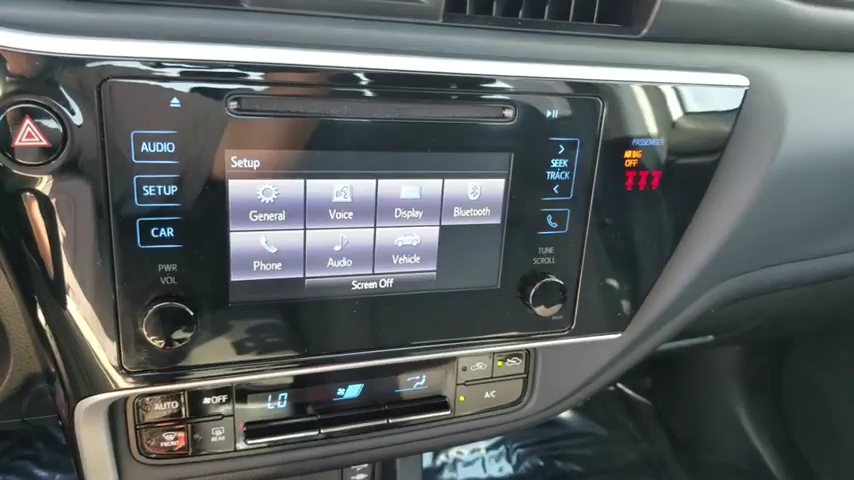 PASSENGER
AIR BAG
OFF
AUDIO
SETUP
CAR
PWR
VOL
Setup
General
Voice
Display
Bluetooth
Phone
Audio
Vehicle
Screen Off
SEEK
TRACK
TUNE
SCROLL
AUTO
OFF
LO
A/C
FRONT
REAR